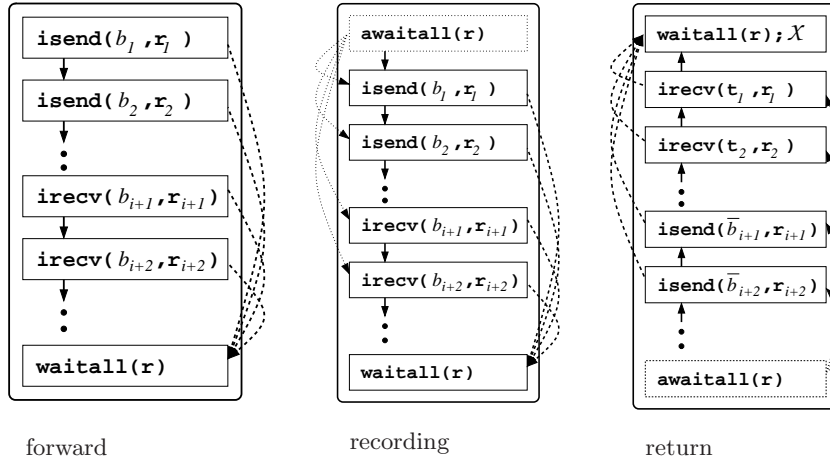 isend(b₁,r₁)
isend(b₂,r₂)
irecv(bᵢ₊₁,rᵢ₊₁)
irecv(bᵢ₊₂,rᵢ₊₂)
waitall(r)
forward
awaitall(r)
isend(b₁,r₁)
isend(b₂,r₂)
irecv(bᵢ₊₁,rᵢ₊₁)
irecv(bᵢ₊₂,rᵢ₊₂)
waitall(r)
recording
waitall(r);X
irecv(t₁,r₁)
irecv(t₂,r₂)
isend(b̅ᵢ₊₁,rᵢ₊₁)
isend(b̅ᵢ₊₂,rᵢ₊₂)
awaitall(r)
return